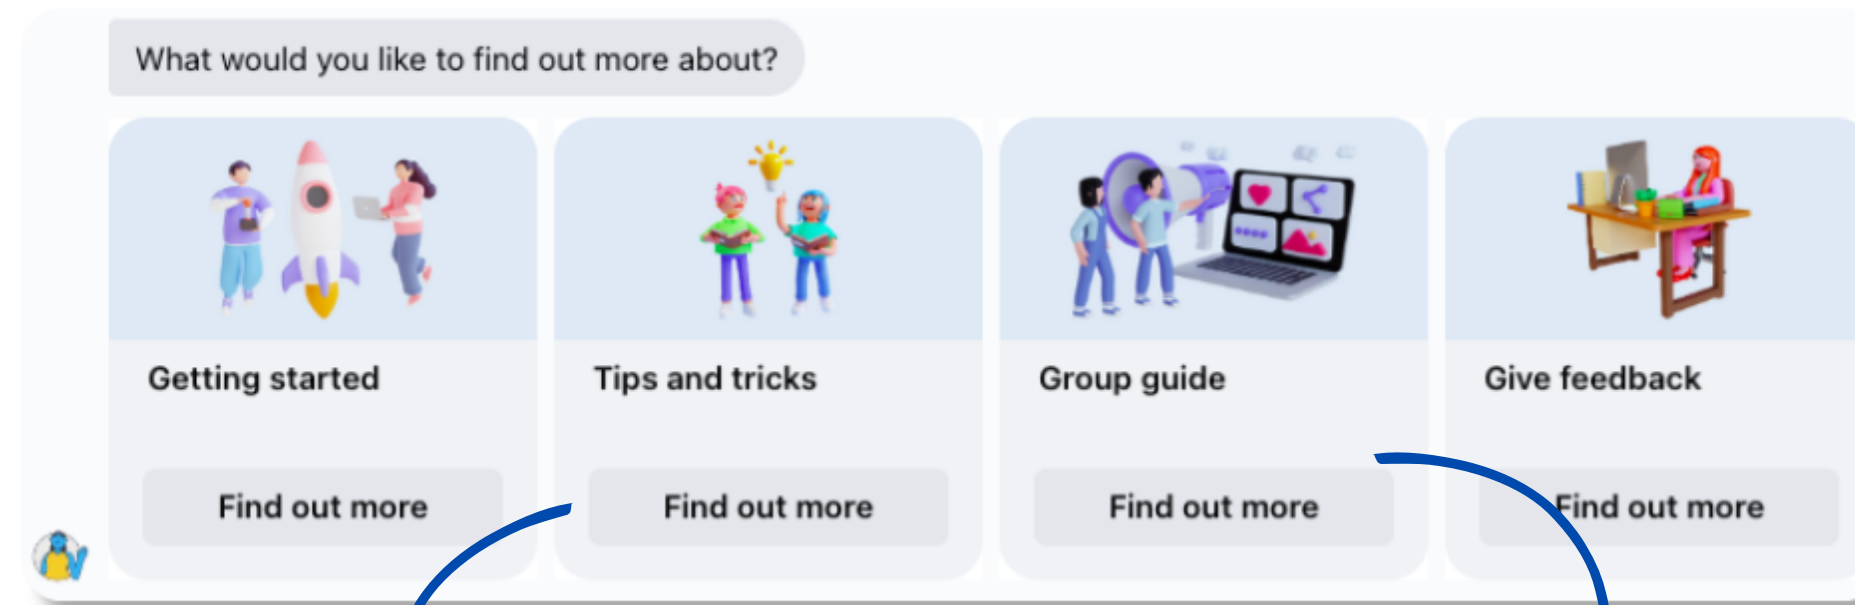 What would you like to find out more about?
Getting started
Tips and tricks
Group guide
Give feedback
Find out more
Find out more
Find out more
Find out more